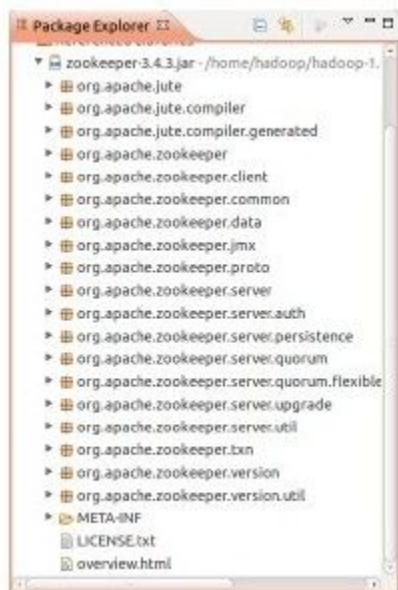 Package Explorer
Referenced Libraries
zookeeper-3.4.3.jar - /home/hadoop/hadoop-1.
org.apache.jute
org.apache.jute.compiler
org.apache.jute.compiler.generated
org.apache.zookeeper
org.apache.zookeeper.client
org.apache.zookeeper.common
org.apache.zookeeper.data
org.apache.zookeeper.jmx
org.apache.zookeeper.proto
org.apache.zookeeper.server
org.apache.zookeeper.server.auth
org.apache.zookeeper.server.persistence
org.apache.zookeeper.server.quorum
org.apache.zookeeper.server.quorum.flexible
org.apache.zookeeper.server.upgrade
org.apache.zookeeper.server.util
org.apache.zookeeper.txn
org.apache.zookeeper.version
org.apache.zookeeper.version.util
META-INF
LICENSE.txt
overview.html